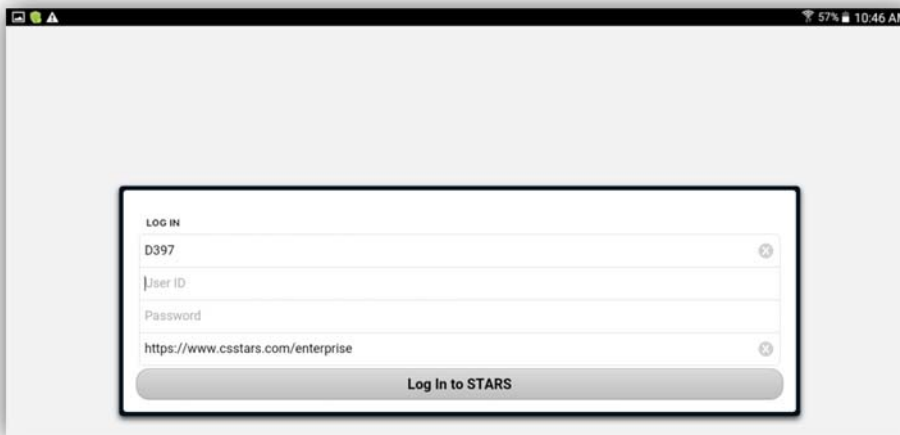 57% 10:46 AM
LOG IN
D397
User ID
Password
https://www.csstars.com/enterprise
Log In to STARS